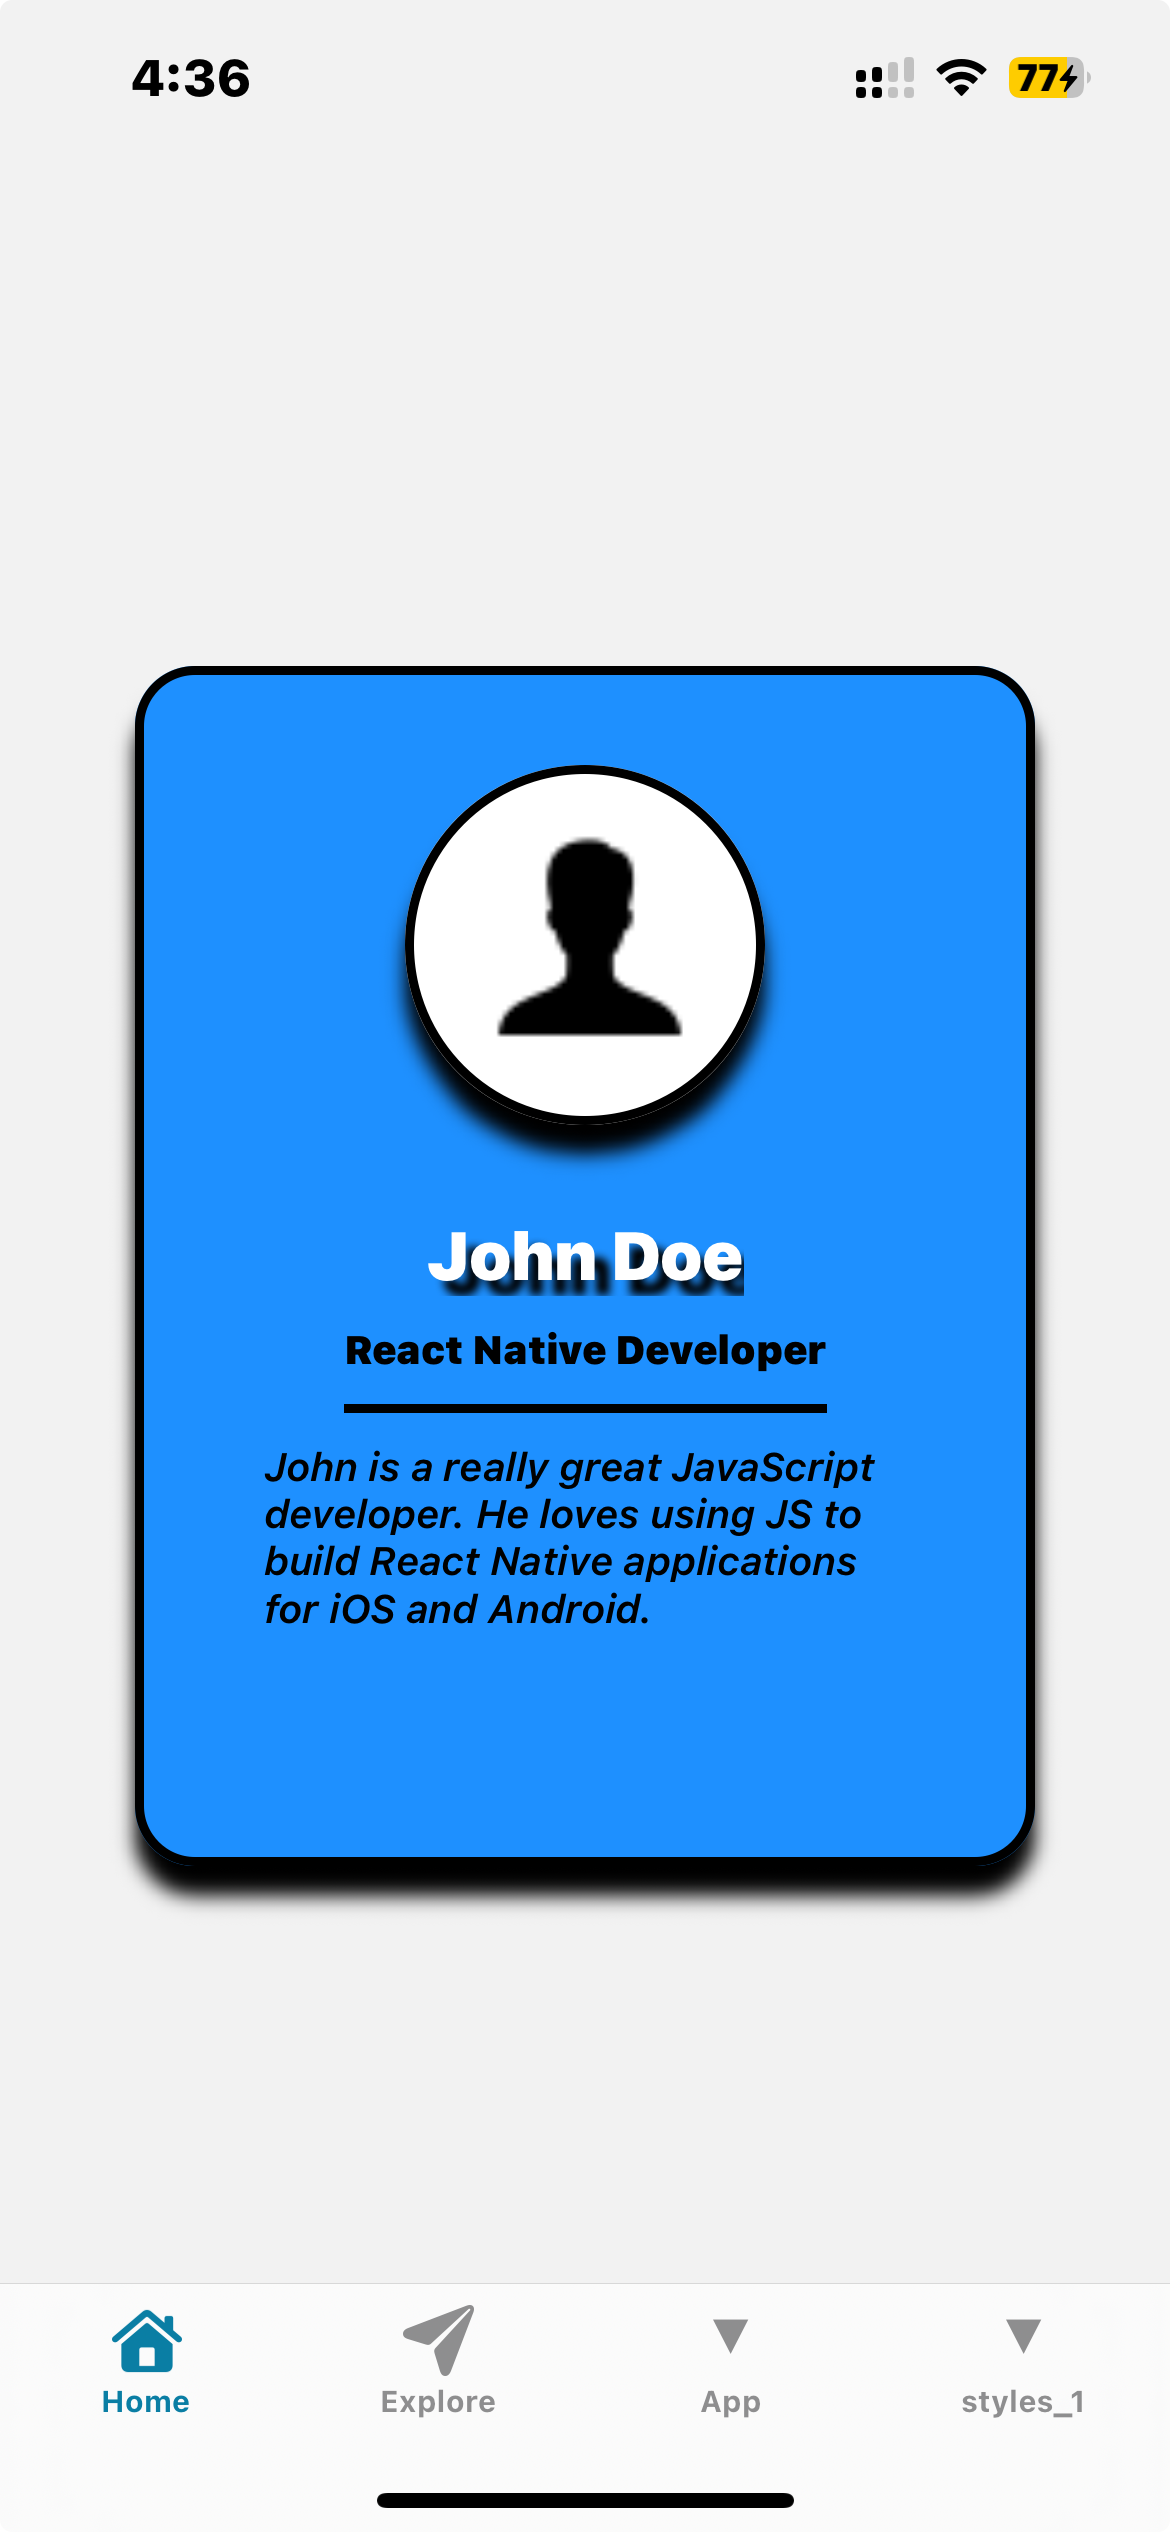 4:36
77
John Doe
React Native Developer
John is a really great JavaScript
developer. He loves using JS to
build React Native applications
for iOS and Android.
Home
Explore
App
styles_1